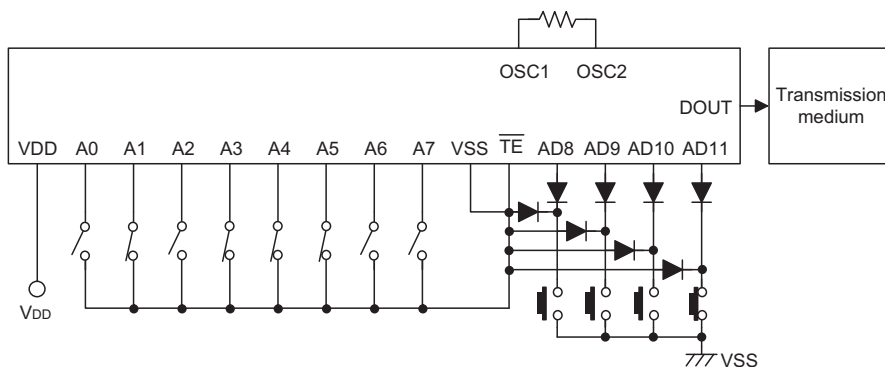 OSC1 OSC2
DOUT
Transmission
medium
VDD A0 A1 A2 A3 A4 A5 A6 A7 VSS TE AD8 AD9 AD10 AD11
VDD
VSS